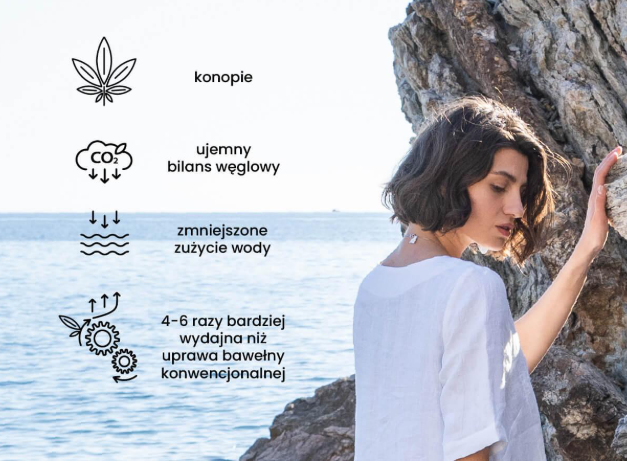 konopie
CO₂
ujemny
bilans węglowy
zmniejszone
zużycie wody
4-6 razy bardziej
wydajna niż
uprawa bawełny
konwencjonalnej